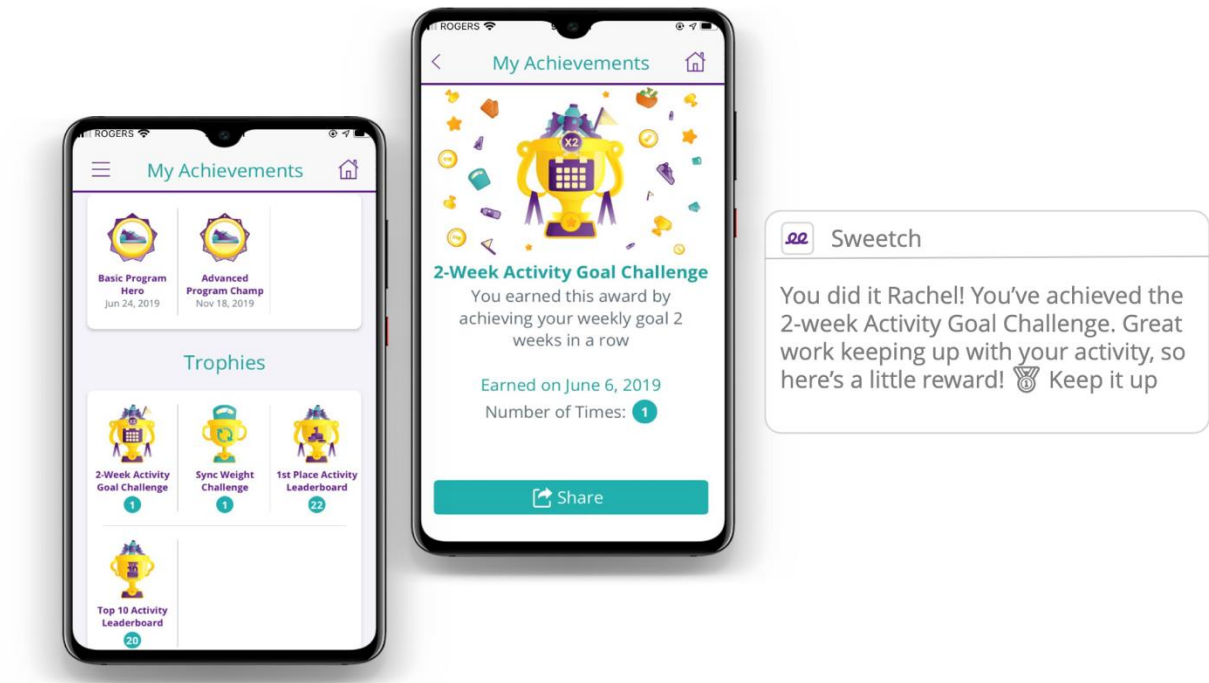 ROGERS
My Achievements
Basic Program
Hero
Jun 24, 2019
Advanced
Program Champ
Nov 18, 2019
Trophies
2-Week Activity
Goal Challenge
1
Sync Weight
Challenge
1
1st Place Activity
Leaderboard
22
Top 10 Activity
Leaderboard
20
ROGERS
My Achievements
X2
2-Week Activity Goal Challenge
You earned this award by
achieving your weekly goal 2
weeks in a row
Earned on June 6, 2019
Number of Times: 1
Share
Sweetch
You did it Rachel! You’ve achieved the
2-week Activity Goal Challenge. Great
work keeping up with your activity, so
here’s a little reward! 🏅 Keep it up